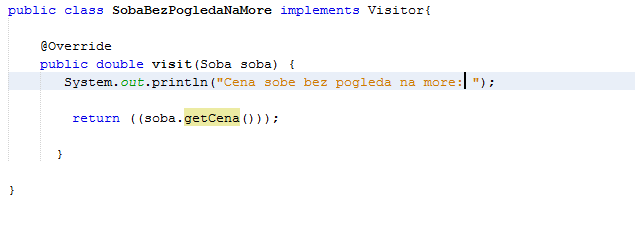 public class SobaBezPogledaNaMore implements Visitor{
@Override
public double visit(Soba soba) {
System.out.println("Cena sobe bez pogleda na more: ");
return ((soba.getCena()));
}
}